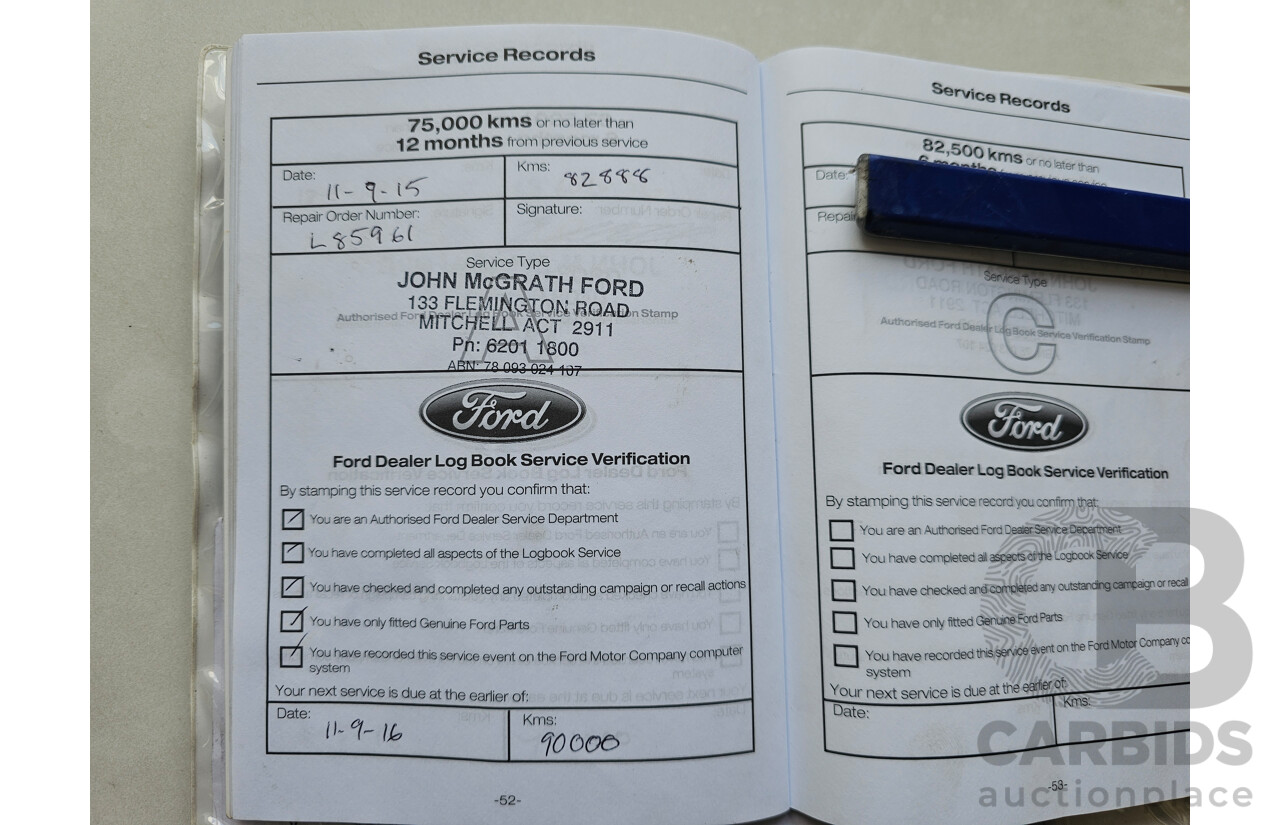 Service Records
75,000 kms or no later than
12 months from previous service
Date:
11-9-15
Kms:
82888
Repair Order Number:
L85961
Signature:
Service Type
A
JOHN McGRATH FORD
133 FLEMINGTON ROAD
Authorised Ford Dealer Log Book Service Verification Stamp
MITCHELL ACT 2911
Pn: 6201 1800
ABN: 78 093 024 107
Ford
Ford Dealer Log Book Service Verification
By stamping this service record you confirm that:
You are an Authorised Ford Dealer Service Department
You have completed all aspects of the Logbook Service
You have checked and completed any outstanding campaign or recall actions
You have only fitted Genuine Ford Parts
You have recorded this service event on the Ford Motor Company computer
system
Your next service is due at the earlier of:
Date:
11-9-16
Kms:
90000
-52-
Service Records
82,500 kms or no later than
Date:
Repair
Service Type
C
Authorised Ford Dealer Log Book Service Verification Stamp
Ford
Ford Dealer Log Book Service Verification
By stamping this service record you confirm that:
You are an Authorised Ford Dealer Service Department
You have completed all aspects of the Logbook Service
You have checked and completed any outstanding campaign or recall
You have only fitted Genuine Ford Parts
You have recorded this service event on the Ford Motor Company co
system
Your next service is due at the earlier of:
Date:
Kms:
-53-
CB
CARBIDS
auctionplace